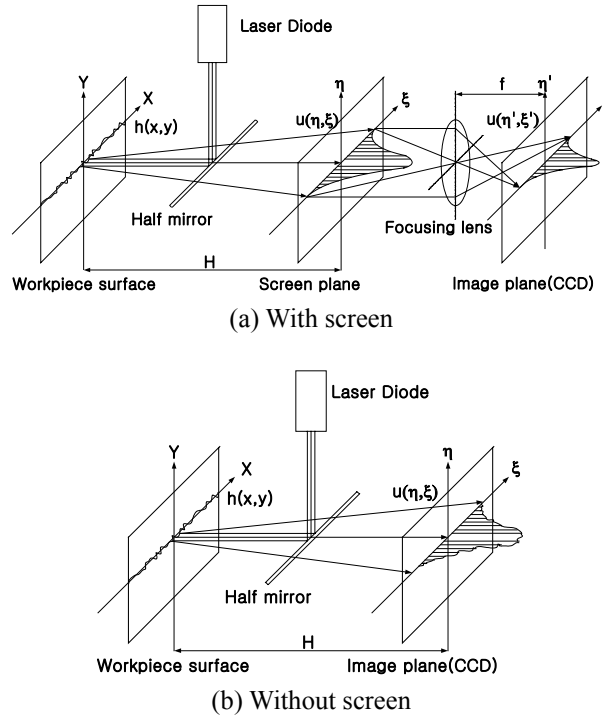 Laser Diode
Y
X
h(x,y)
η
ξ
u(η,ξ)
f
η'
u(η',ξ')
Half mirror
Focusing lens
H
Workpiece surface
Screen plane
Image plane(CCD)
(a) With screen
Laser Diode
Y
X
h(x,y)
η
ξ
u(η,ξ)
Half mirror
H
Workpiece surface
Image plane(CCD)
(b) Without screen